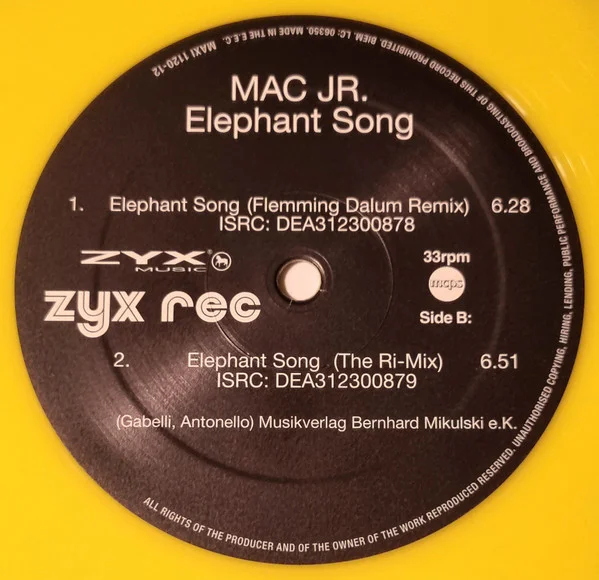 MAC JR.
Elephant Song
1. Elephant Song (Flemming Dalum Remix) 6.28
ISRC: DEA312300878
ZYX®
MUSIC
zyx rec
33rpm
mcps
Side B:
2. Elephant Song (The Ri-Mix) 6.51
ISRC: DEA312300879
(Gabelli, Antonello) Musikverlag Bernhard Mikulski e.K.
ALL RIGHTS OF THE PRODUCER AND OF THE OWNER OF THE WORK REPRODUCED RESERVED. UNAUTHORISED COPYING, HIRING, LENDING, PUBLIC PERFORMANCE AND BROADCASTING OF THIS RECORD PROHIBITED. BIEM. LC: 06350. MADE IN THE E.E.C. MAXI 1120-12